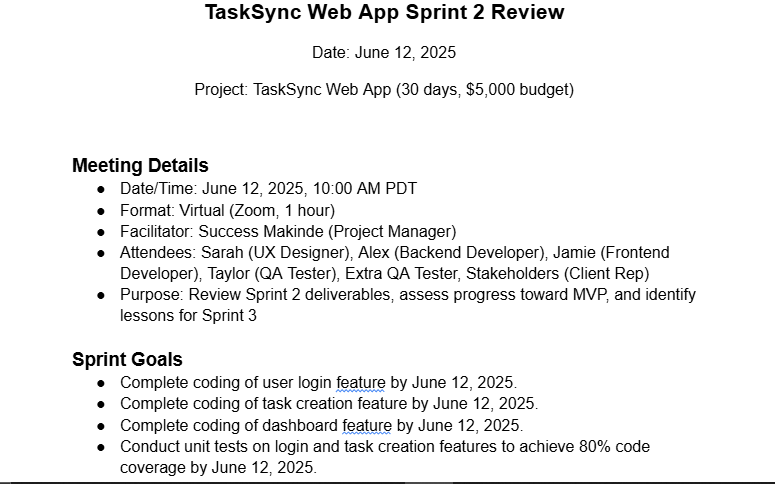 TaskSync Web App Sprint 2 Review
Date: June 12, 2025
Project: TaskSync Web App (30 days, $5,000 budget)
Meeting Details
● Date/Time: June 12, 2025, 10:00 AM PDT
● Format: Virtual (Zoom, 1 hour)
● Facilitator: Success Makinde (Project Manager)
● Attendees: Sarah (UX Designer), Alex (Backend Developer), Jamie (Frontend
Developer), Taylor (QA Tester), Extra QA Tester, Stakeholders (Client Rep)
● Purpose: Review Sprint 2 deliverables, assess progress toward MVP, and identify
lessons for Sprint 3
Sprint Goals
● Complete coding of user login feature by June 12, 2025.
● Complete coding of task creation feature by June 12, 2025.
● Complete coding of dashboard feature by June 12, 2025.
● Conduct unit tests on login and task creation features to achieve 80% code
coverage by June 12, 2025.